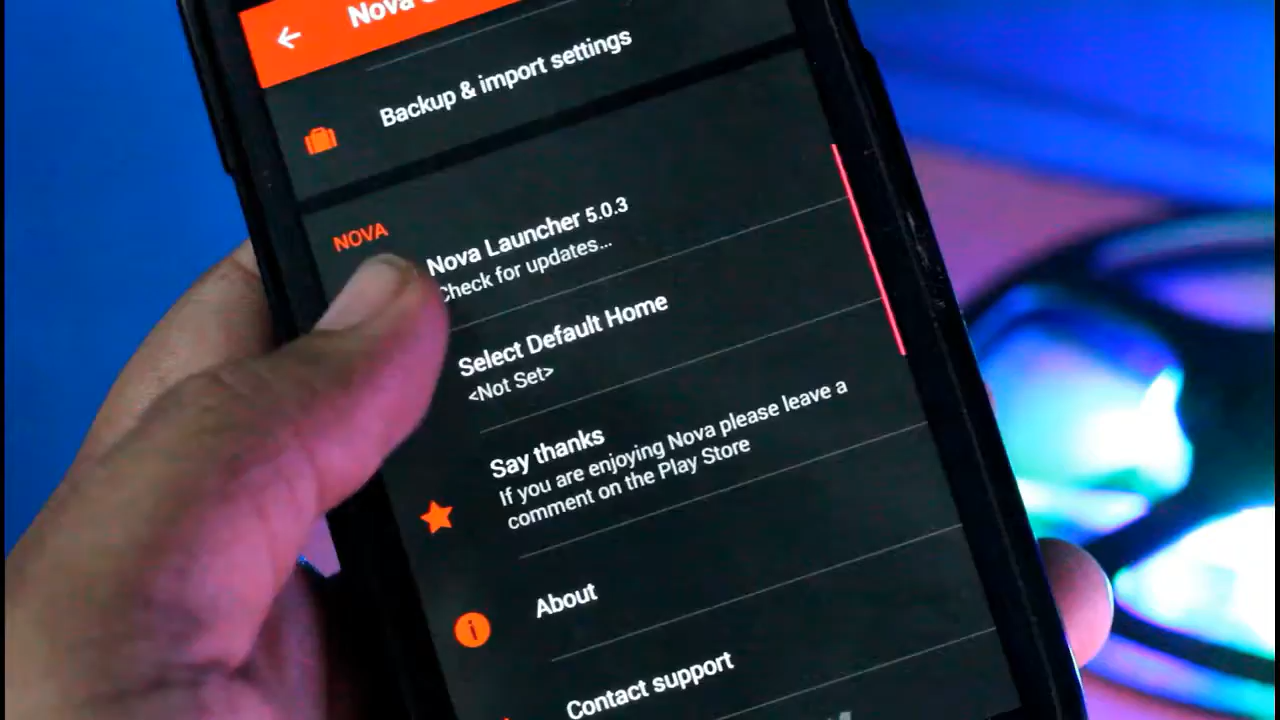 Nova
Backup & import settings
NOVA
Nova Launcher 5.0.3
Check for updates...
Select Default Home
<Not Set>
Say thanks
If you are enjoying Nova please leave a
comment on the Play Store
About
Contact support